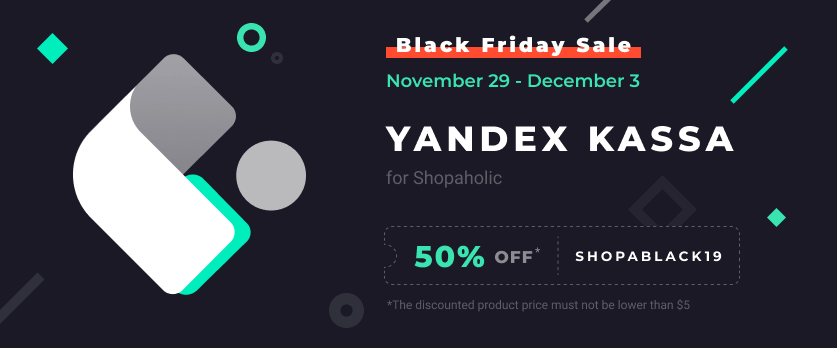 Black Friday Sale
November 29 - December 3
YANDEX KASSA
for Shopaholic
50% OFF* SHOPABLACK19
*The discounted product price must not be lower than $5